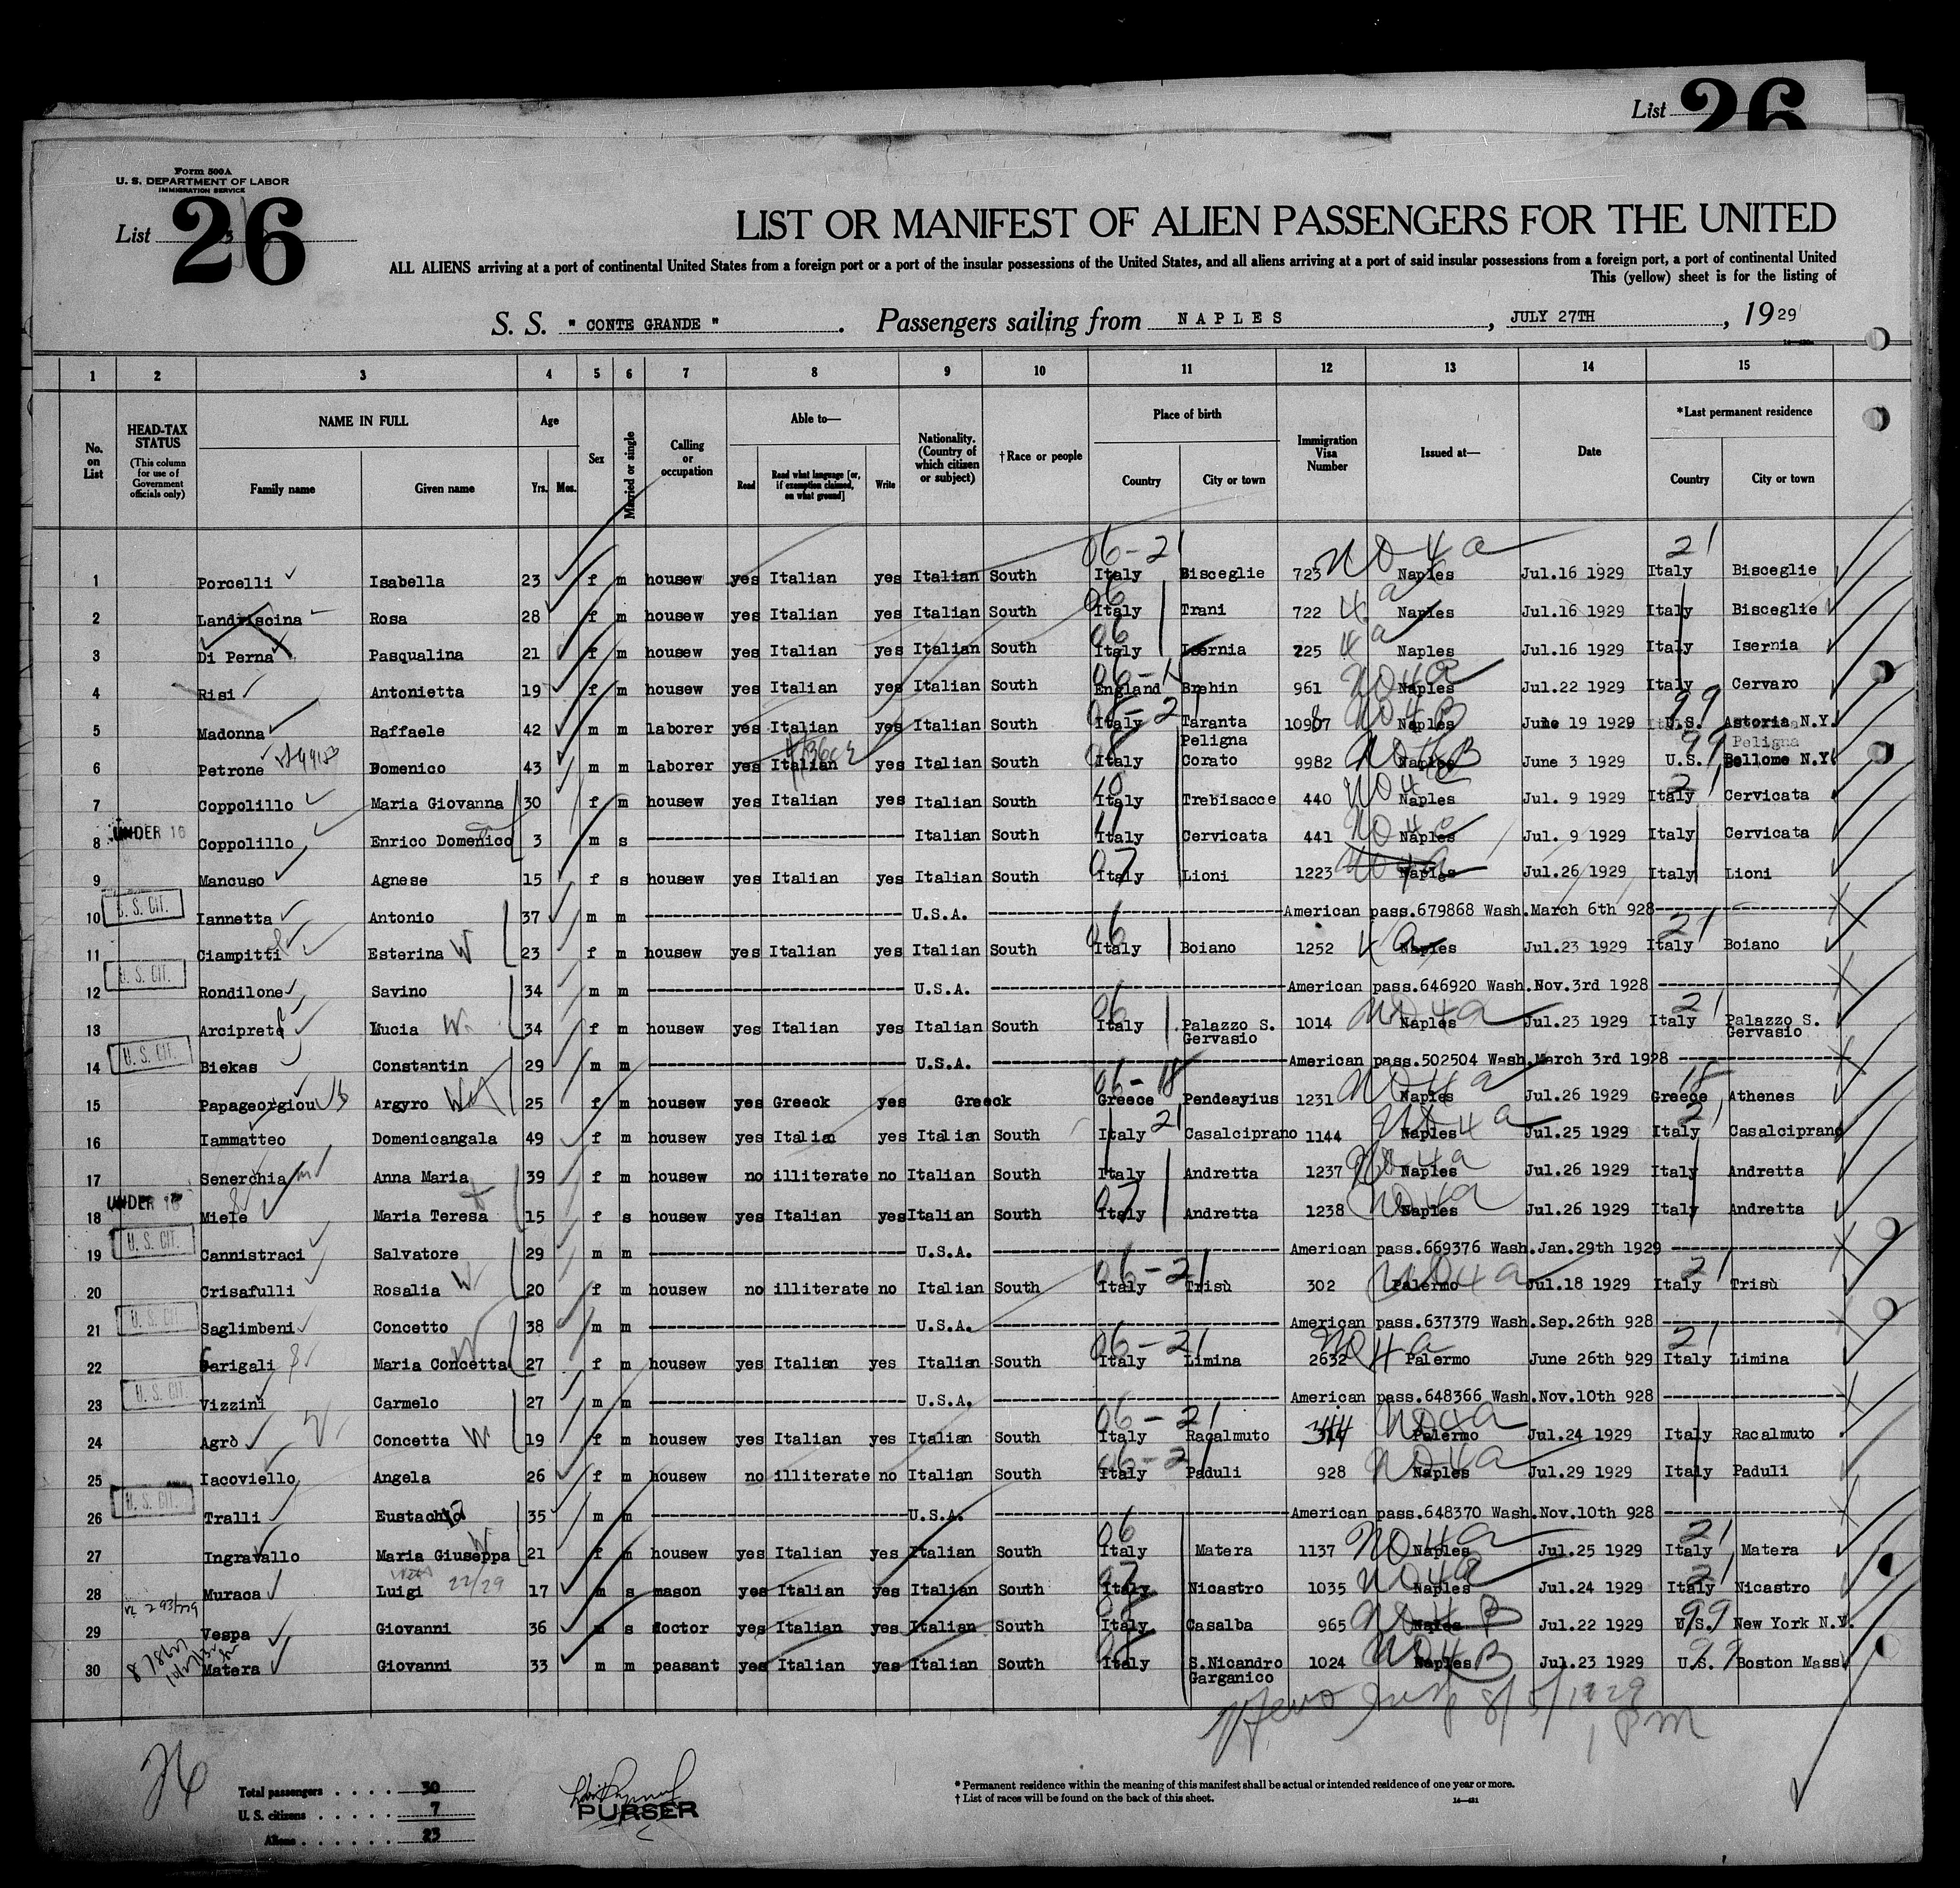 List 26
Form 500A
U. S. DEPARTMENT OF LABOR
IMMIGRATION SERVICE
List 26
LIST OR MANIFEST OF ALIEN PASSENGERS FOR THE UNITED
ALL ALIENS arriving at a port of continental United States from a foreign port or a port of the insular possessions of the United States, and all aliens arriving at a port of said insular possessions from a foreign port, a port of continental United
This (yellow) sheet is for the listing of
S. S. " CONTE GRANDE " . Passengers sailing from NAPLES , JULY 27TH , 1929
1 2 3 4 5 6 7 8 9 10 11 12 13 14 15
No. on List HEAD-TAX STATUS (This column for use of Government officials only) NAME IN FULL Family name Given name Age Yrs. Mos. Sex Married or single Calling or occupation Able to— Read Read what language [or, if exemption claimed, on what ground] Write Nationality. (Country of which citizen or subject) †Race or people Place of birth Country City or town Immigration Visa Number Issued at— Date *Last permanent residence Country City or town
1 Porcelli Isabella 23 f m housew yes Italian yes Italian South Italy Bisceglie 723 Naples Jul.16 1929 Italy Bisceglie
2 Landriscina Rosa 28 f m housew yes Italian yes Italian South Italy Trani 722 Naples Jul.16 1929 Italy Bisceglie
3 Di Perna Pasqualina 21 f m housew yes Italian yes Italian South Italy Isernia 725 Naples Jul.16 1929 Italy Isernia
4 Risi Antonietta 19 f m housew yes Italian yes Italian South England Brehin 961 Naples Jul.22 1929 Italy Cervaro
5 Madonna Raffaele 42 m m laborer yes Italian yes Italian South Italy Taranta Peligna 10907 Naples June 19 1929 U.S. Astoria N.Y.
6 Petrone Domenico 43 m m laborer yes Italian yes Italian South Italy Corato 9982 Naples June 3 1929 U.S. Bellome N.Y.
7 Coppolillo Maria Giovanna 30 f m housew yes Italian yes Italian South Italy Trebisacce 440 Naples Jul. 9 1929 Italy Cervicata
UNDER 16
8 Coppolillo Enrico Domenico 3 m s Italian South Italy Cervicata 441 Naples Jul. 9 1929 Italy Cervicata
9 Mancuso Agnese 15 f s housew yes Italian yes Italian South Italy Lioni 1223 Naples Jul.26 1929 Italy Lioni
U. S. CIT.
10 Iannetta Antonio 37 m m U.S.A. American pass.679868 Wash.March 6th 928
11 Ciampitti Esterina W 23 f m housew yes Italian yes Italian South Italy Boiano 1252 Naples Jul.23 1929 Italy Boiano
U. S. CIT.
12 Rondilone Savino 34 m m U.S.A. American pass.646920 Wash.Nov.3rd 1928
13 Arciprete Lucia W. 34 f m housew yes Italian yes Italian South Italy Palazzo S. Gervasio 1014 Naples Jul.23 1929 Italy Palazzo S. Gervasio
U. S. CIT.
14 Biekas Constantin 29 m m U.S.A. American pass.502504 Wash.March 3rd 1928
15 Papageorgiou Argyro W 25 f m housew yes Greeck yes Greeck Greece Pendeayius 1231 Naples Jul.26 1929 Greece Athenes
16 Iammatteo Domenicangala 49 f m housew yes Italian yes Italian South Italy Casalciprano 1144 Naples Jul.25 1929 Italy Casalciprano
17 Senerchia Anna Maria 39 f m housew no illiterate no Italian South Italy Andretta 1237 Naples Jul.26 1929 Italy Andretta
UNDER 16
18 Miele Maria Teresa 15 f s housew yes Italian yes Italian South Italy Andretta 1238 Naples Jul.26 1929 Italy Andretta
U. S. CIT.
19 Cannistraci Salvatore 29 m m U.S.A. American pass.669376 Wash.Jan.29th 1929
20 Crisafulli Rosalia W 20 f m housew no illiterate no Italian South Italy Trisù 302 Palermo Jul.18 1929 Italy Trisù
U. S. CIT.
21 Saglimbeni Concetto 38 m m U.S.A. American pass.637379 Wash.Sep.26th 928
22 Garigali Maria Concetta W 27 f m housew yes Italian yes Italian South Italy Limina 2632 Palermo June 26th 929 Italy Limina
U. S. CIT.
23 Vizzini Carmelo 27 m m U.S.A. American pass.648366 Wash.Nov.10th 928
24 Agrò Concetta W 19 f m housew yes Italian yes Italian South Italy Racalmuto 344 Palermo Jul.24 1929 Italy Racalmuto
25 Iacoviello Angela 26 f m housew no illiterate no Italian South Italy Paduli 928 Naples Jul.29 1929 Italy Paduli
U. S. CIT.
26 Tralli Eustachio 35 m m U.S.A. American pass.648370 Wash.Nov.10th 928
27 Ingravallo Maria Giuseppa W 21 f m housew yes Italian yes Italian South Italy Matera 1137 Naples Jul.25 1929 Italy Matera
28 Muraca Luigi 22/29 17 m s mason yes Italian yes Italian South Italy Nicastro 1035 Naples Jul.24 1929 Italy Nicastro
29 Vespa Giovanni 36 m s doctor yes Italian yes Italian South Italy Casalba 965 Naples Jul.22 1929 U.S. New York N.Y.
30 Matera Giovanni 33 m m peasant yes Italian yes Italian South Italy S.Nicandro Garganico 1024 Naples Jul.23 1929 U.S. Boston Mass.
8/5/1929
1 PM
26
Total passengers . . . . . 30
U. S. citizens . . . . . 7
Aliens . . . . . . 23
PURSER
* Permanent residence within the meaning of this manifest shall be actual or intended residence of one year or more.
† List of races will be found on the back of this sheet.